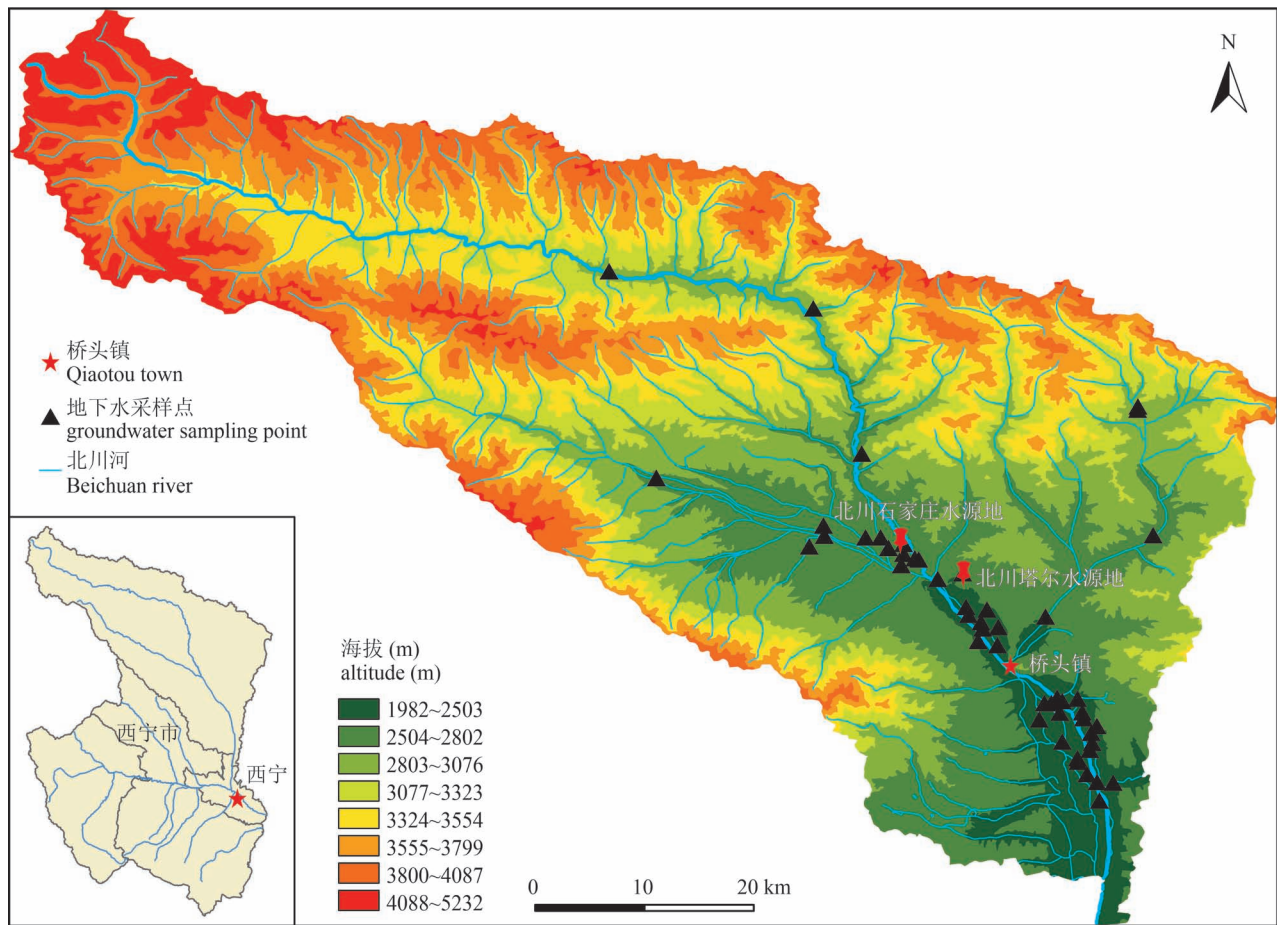 N
桥头镇
Qiaotou town
地下水采样点
groundwater sampling point
北川河
Beichuan river
北川石家庄水源地
北川塔尔水源地
桥头镇
西宁市
西宁
海拔 (m)
altitude (m)
1982~2503
2504~2802
2803~3076
3077~3323
3324~3554
3555~3799
3800~4087
4088~5232
0 10 20 km